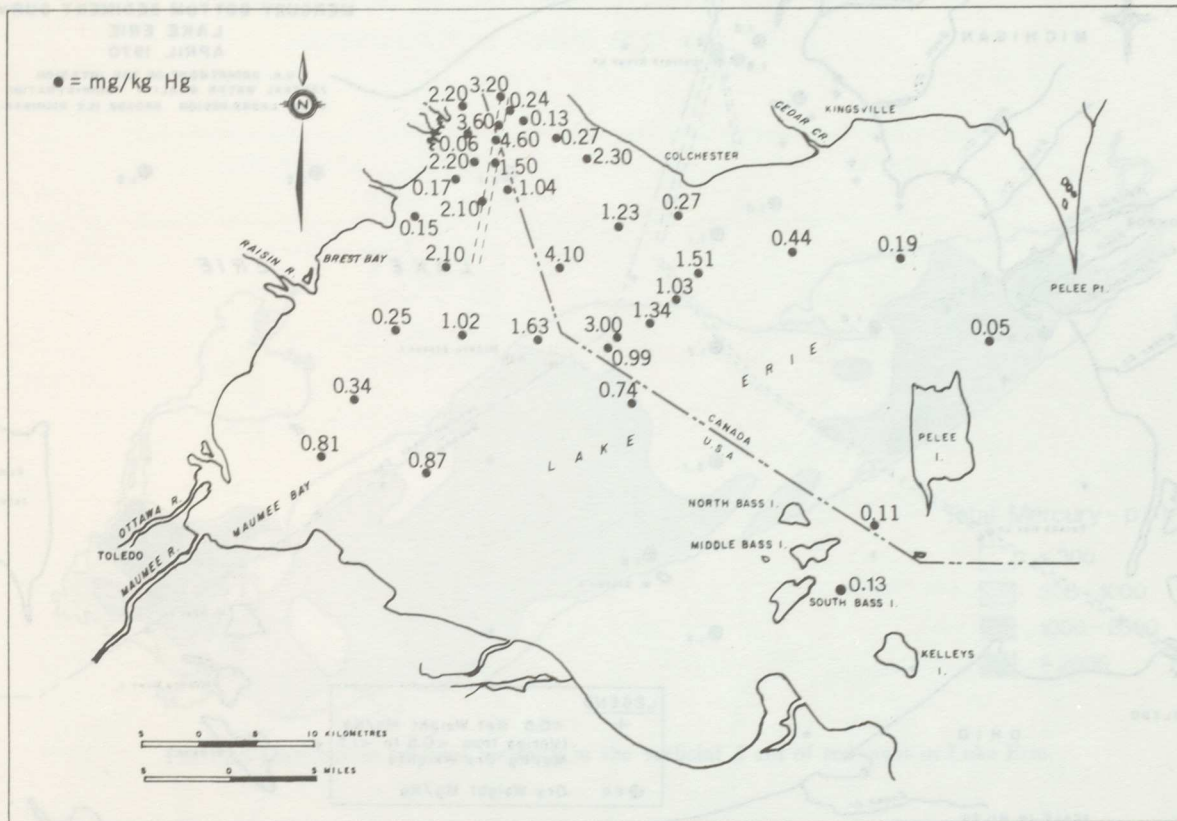 ● = mg/kg Hg
N
3.20
2.20
0.24
3.60
0.13
0.06
4.60
0.27
2.20
1.50
2.30
0.17
1.04
2.10
0.15
2.10
4.10
1.23
0.27
0.44
0.19
1.51
1.03
1.34
0.25
1.02
1.63
3.00
0.99
0.05
0.34
0.74
0.81
0.87
0.11
0.13
CEDAR CR
KINGSVILLE
COLCHESTER
PELEE PT.
RAISIN R.
BREST BAY
LAKE ERIE
CANADA
U.S.A
PELEE
I.
NORTH BASS I.
MIDDLE BASS I.
SOUTH BASS I.
KELLEYS
I.
OTTAWA R.
TOLEDO
MAUMEE R.
MAUMEE BAY
5 0 5 10 KILOMETRES
5 0 5 MILES